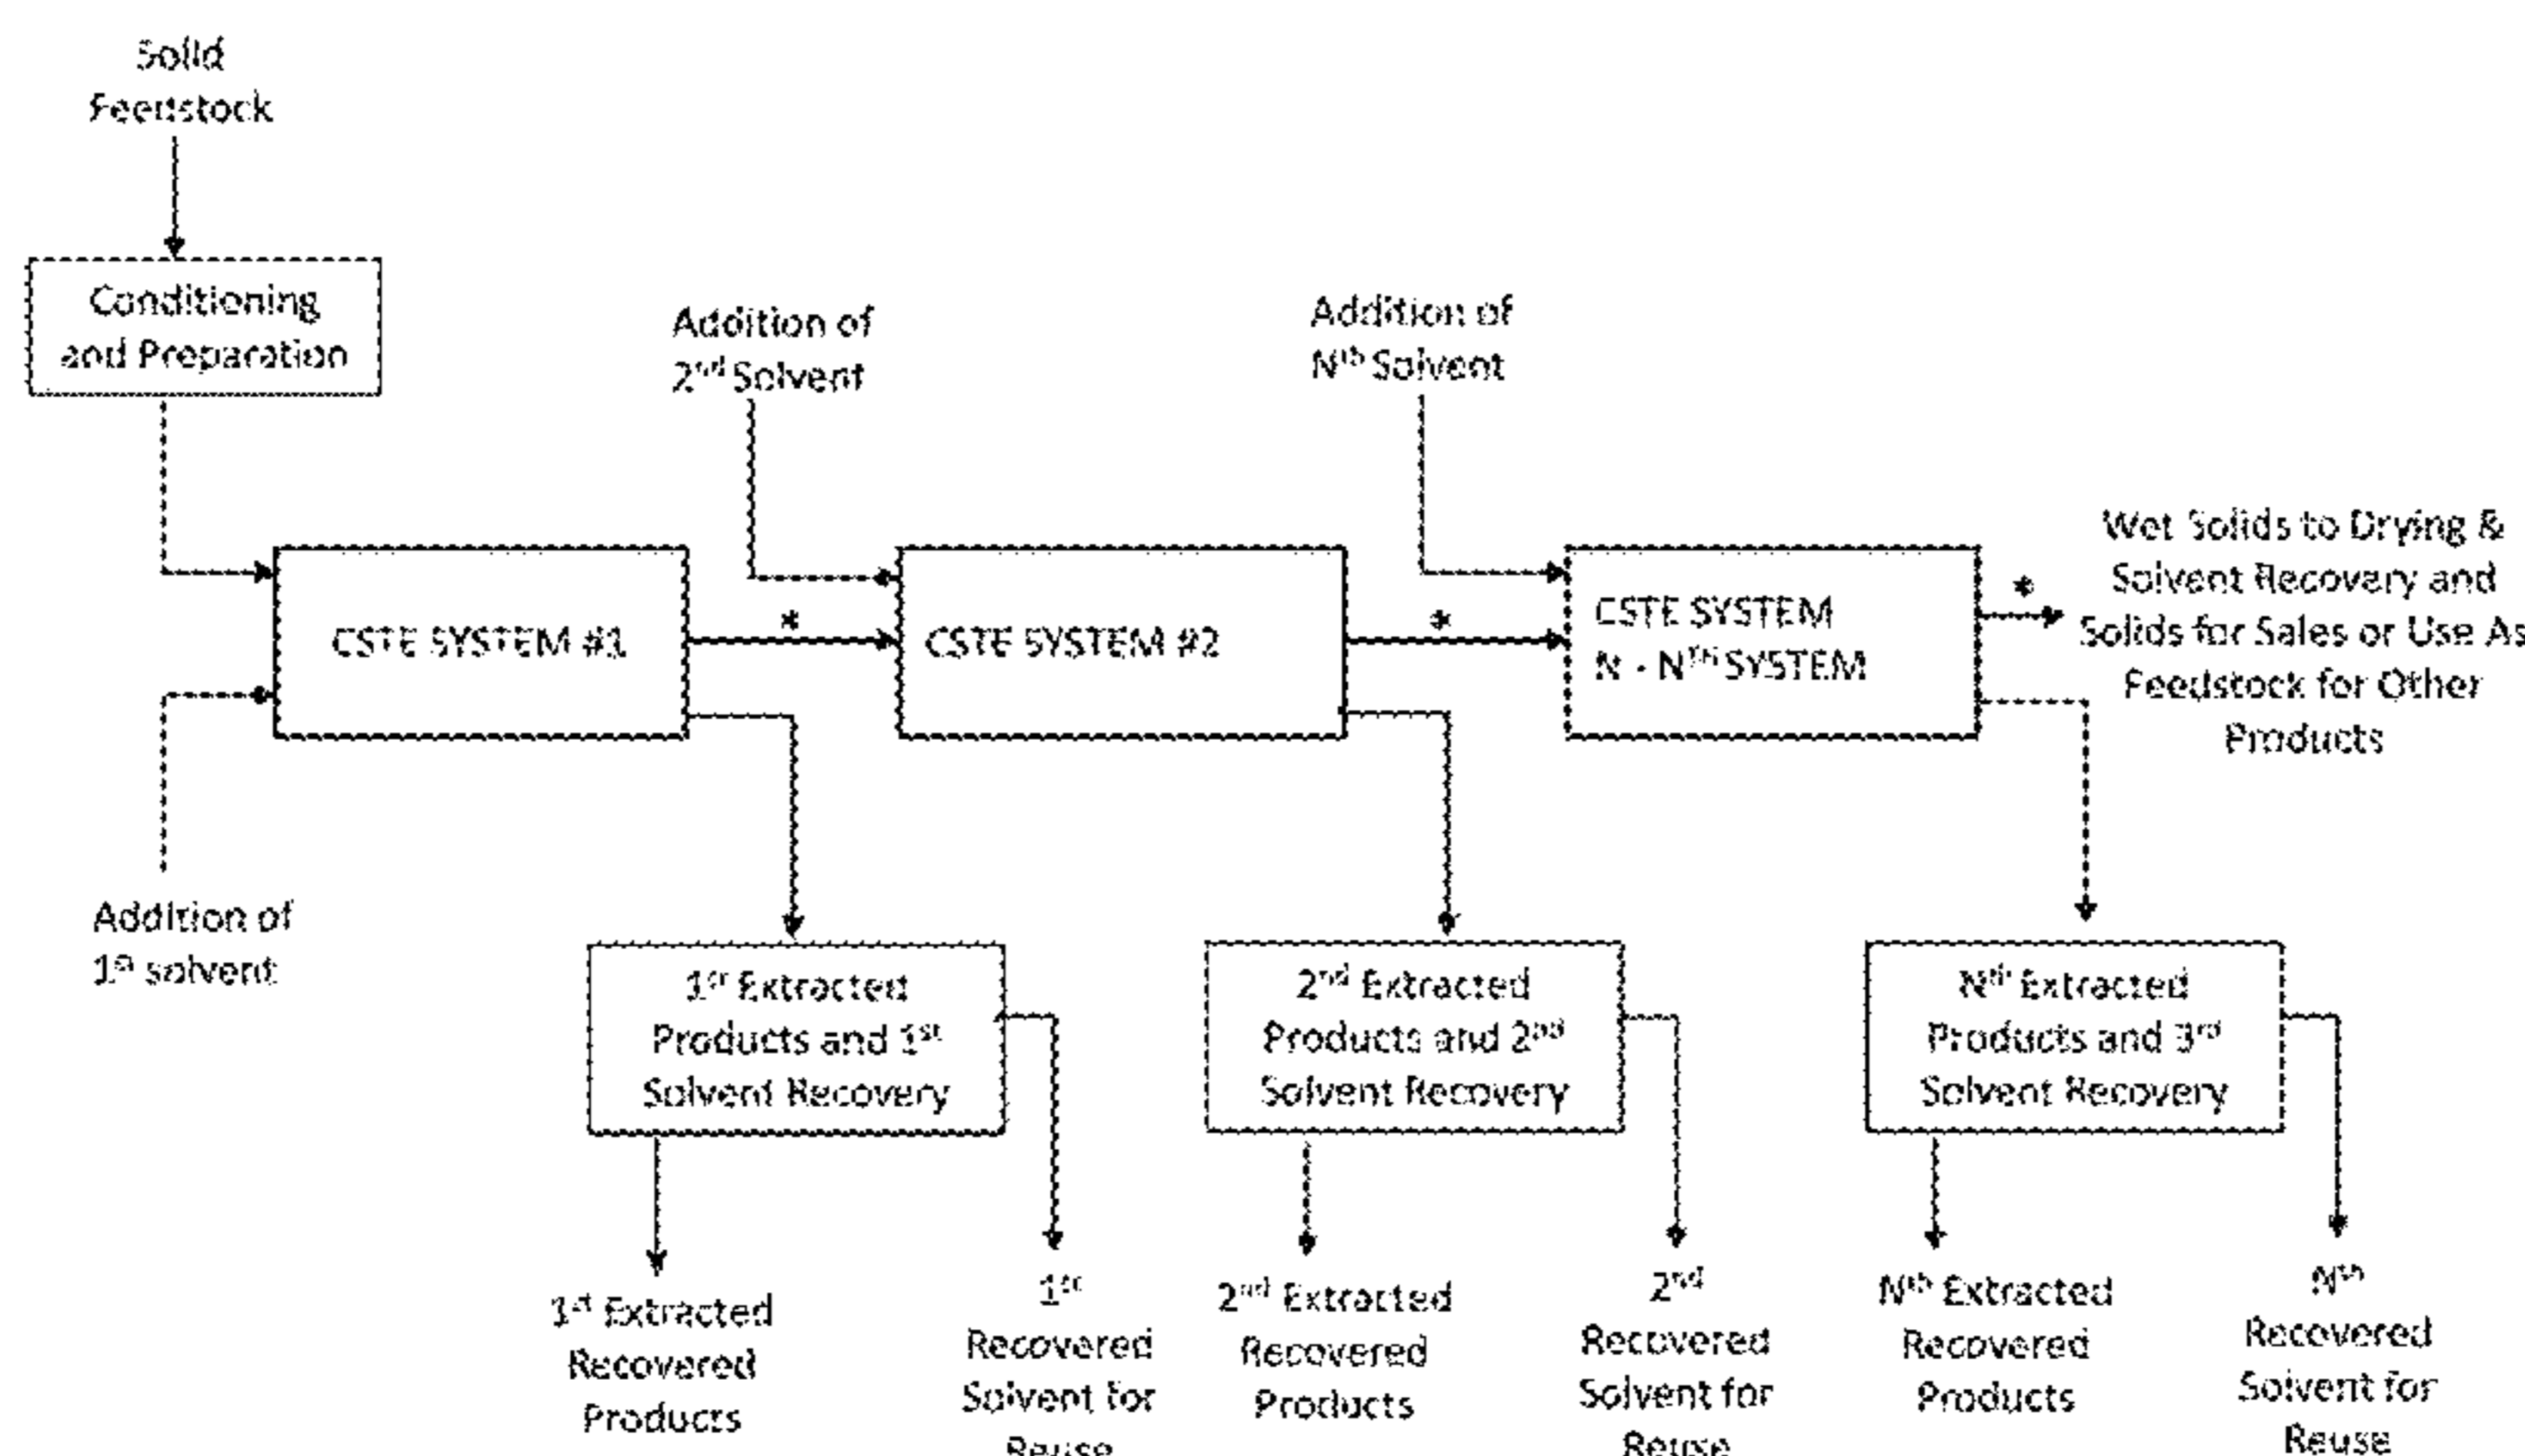 Solid
Feedstock
Conditioning
and Preparation
Addition of
2nd Solvent
Addition of
Nth Solvent
CSTE SYSTEM #1
*
CSTE SYSTEM #2
*
CSTE SYSTEM
N - NTH SYSTEM
*
Wet Solids to Drying &
Solvent Recovery and
Solids for Sales or Use As
Feedstock for Other
Products
Addition of
1st solvent
1st Extracted
Products and 1st
Solvent Recovery
2nd Extracted
Products and 2nd
Solvent Recovery
Nth Extracted
Products and 3rd
Solvent Recovery
1st Extracted
Recovered
Products
1st
Recovered
Solvent for
Reuse
2nd Extracted
Recovered
Products
2nd
Recovered
Solvent for
Reuse
Nth Extracted
Recovered
Products
Nth
Recovered
Solvent for
Reuse